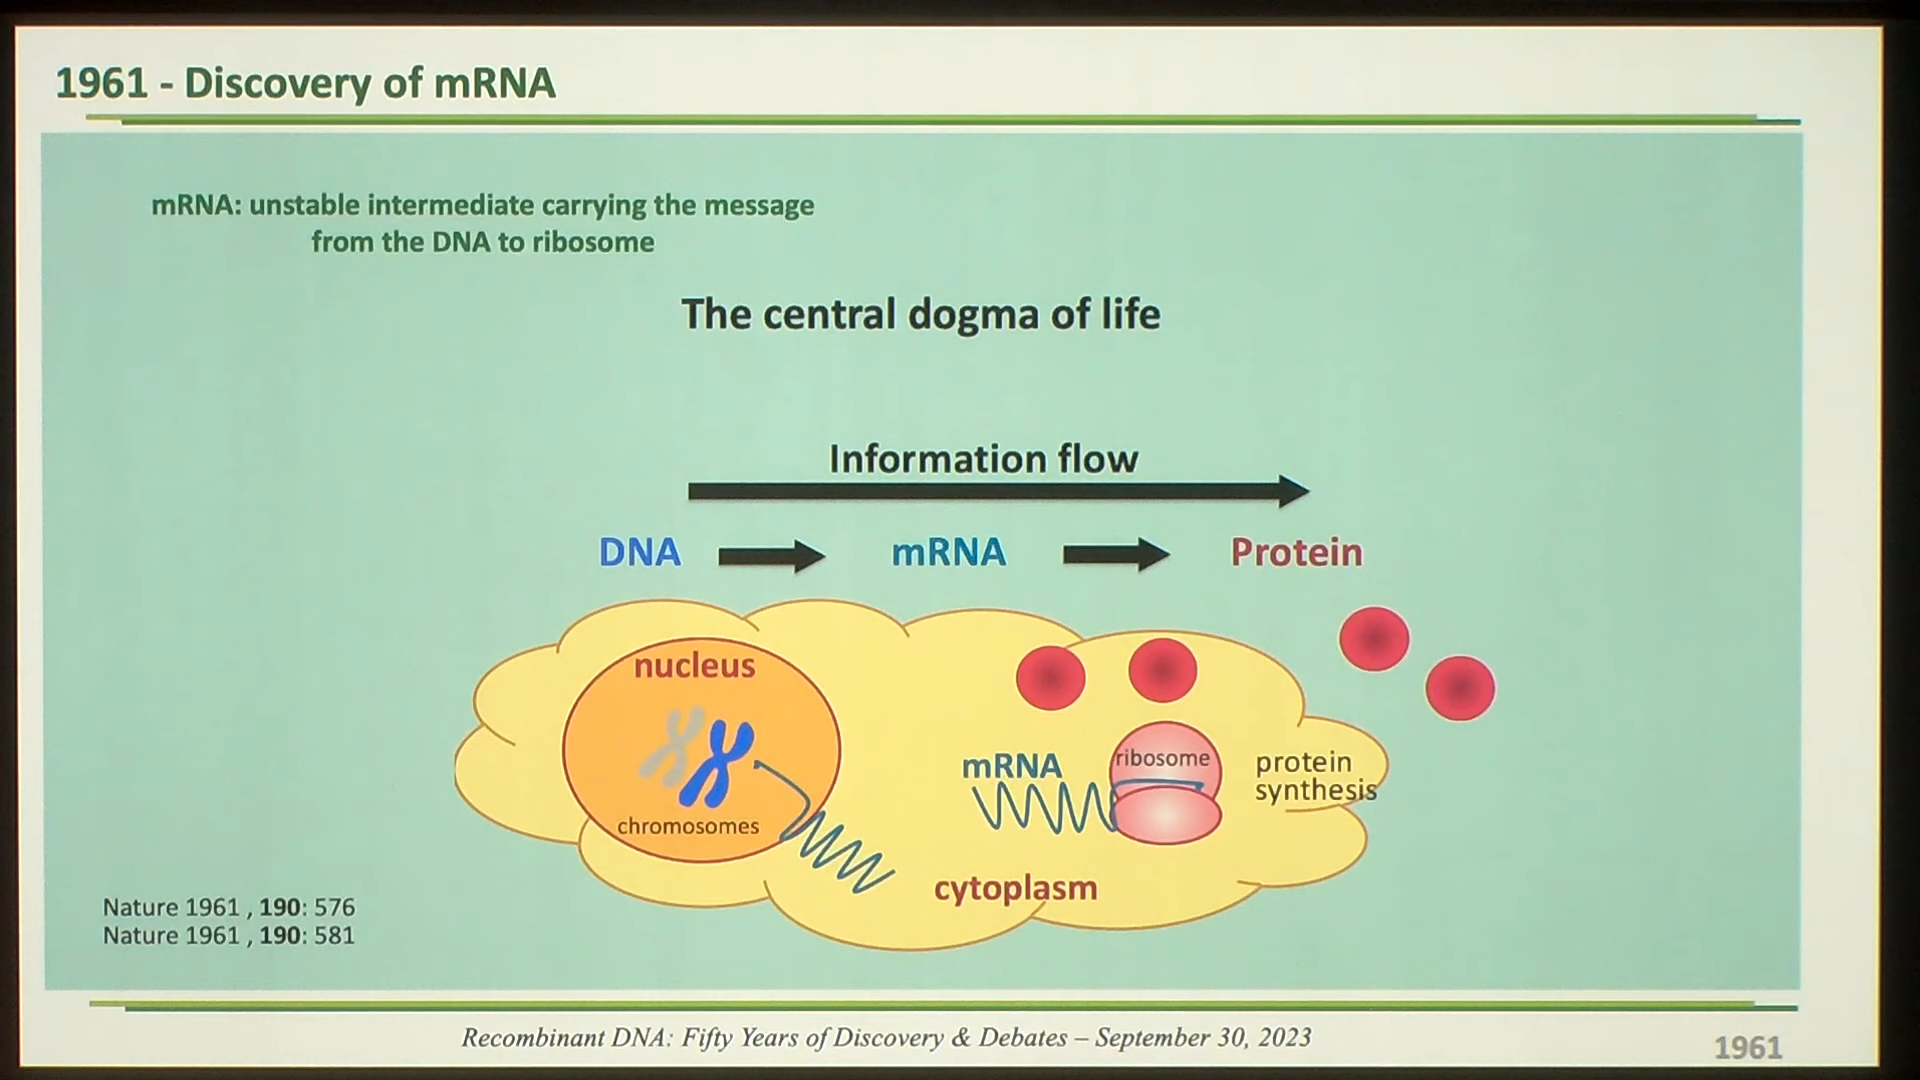 1961 - Discovery of mRNA
mRNA: unstable intermediate carrying the message
from the DNA to ribosome
The central dogma of life
Information flow
DNA mRNA Protein
nucleus
chromosomes
mRNA
ribosome
protein
synthesis
cytoplasm
Nature 1961 , 190: 576
Nature 1961 , 190: 581
Recombinant DNA: Fifty Years of Discovery & Debates – September 30, 2023
1961